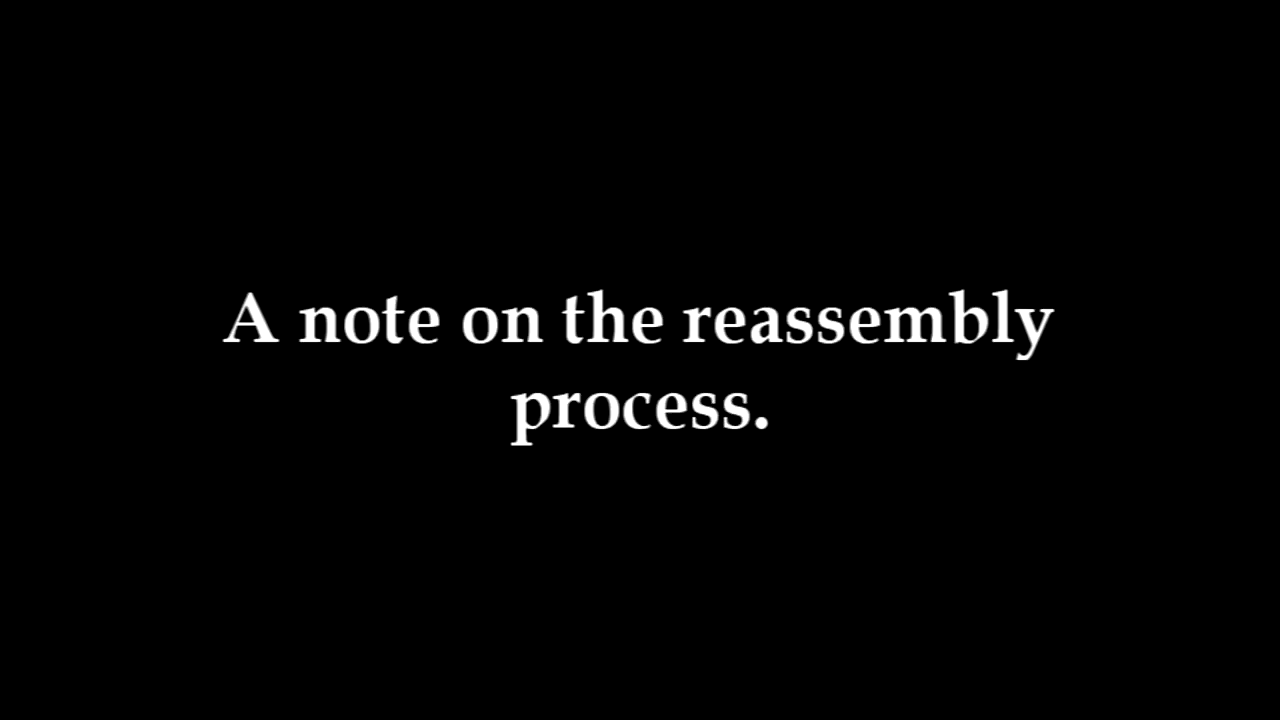 A note on the reassembly
process.